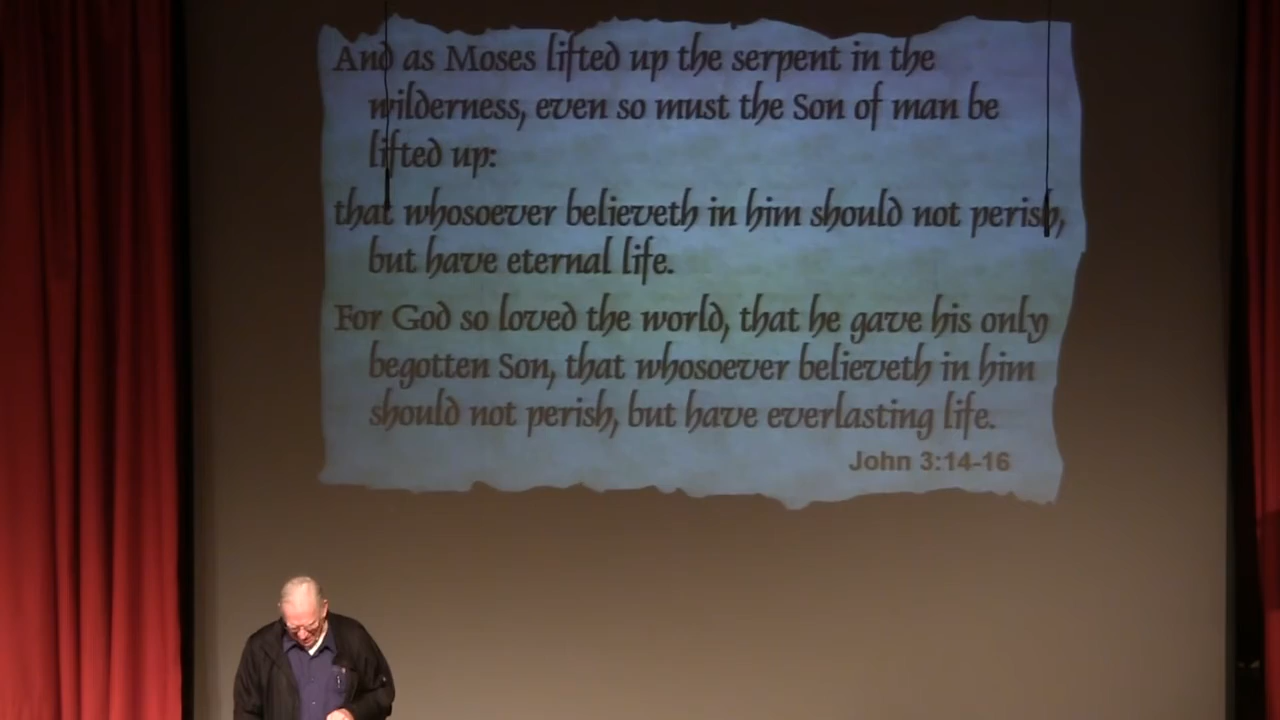 And as Moses lifted up the serpent in the
wilderness, even so must the Son of man be
lifted up:
that whosoever believeth in him should not perish,
but have eternal life.
For God so loved the world, that he gave his only
begotten Son, that whosoever believeth in him
should not perish, but have everlasting life.
John 3:14-16